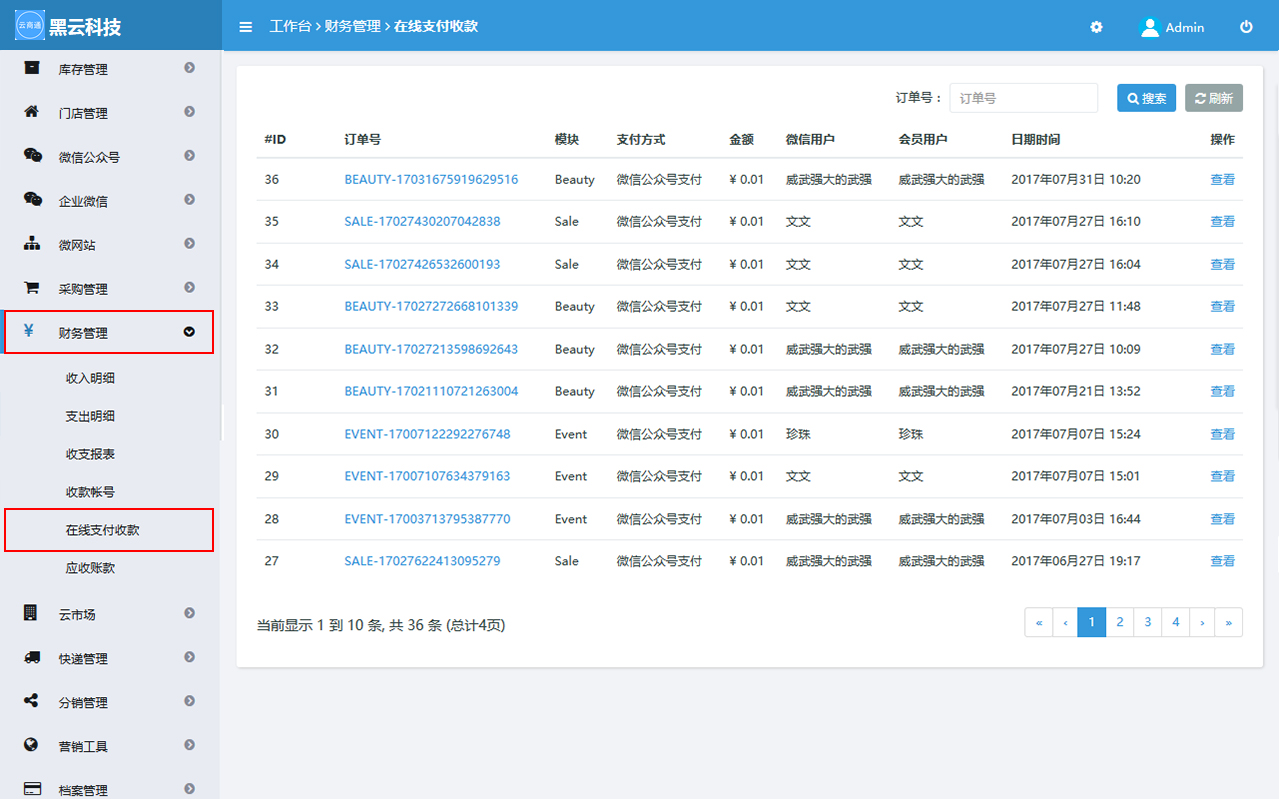 云商通 黑云科技
工作台 › 财务管理 › 在线支付收款
Admin
库存管理
门店管理
微信公众号
企业微信
微网站
采购管理
¥ 财务管理
收入明细
支出明细
收支报表
收款帐号
在线支付收款
应收账款
云市场
快递管理
分销管理
营销工具
档案管理
订单号： 订单号 搜索 刷新
#ID 订单号 模块 支付方式 金额 微信用户 会员用户 日期时间 操作
36 BEAUTY-17031675919629516 Beauty 微信公众号支付 ¥ 0.01 威武强大的武强 威武强大的武强 2017年07月31日 10:20 查看
35 SALE-17027430207042838 Sale 微信公众号支付 ¥ 0.01 文文 文文 2017年07月27日 16:10 查看
34 SALE-17027426532600193 Sale 微信公众号支付 ¥ 0.01 文文 文文 2017年07月27日 16:04 查看
33 BEAUTY-17027272668101339 Beauty 微信公众号支付 ¥ 0.01 文文 文文 2017年07月27日 11:48 查看
32 BEAUTY-17027213598692643 Beauty 微信公众号支付 ¥ 0.01 威武强大的武强 威武强大的武强 2017年07月27日 10:09 查看
31 BEAUTY-17021110721263004 Beauty 微信公众号支付 ¥ 0.01 威武强大的武强 威武强大的武强 2017年07月21日 13:52 查看
30 EVENT-17007122292276748 Event 微信公众号支付 ¥ 0.01 珍珠 珍珠 2017年07月07日 15:24 查看
29 EVENT-17007107634379163 Event 微信公众号支付 ¥ 0.01 文文 文文 2017年07月07日 15:01 查看
28 EVENT-17003713795387770 Event 微信公众号支付 ¥ 0.01 威武强大的武强 威武强大的武强 2017年07月03日 16:44 查看
27 SALE-17027622413095279 Sale 微信公众号支付 ¥ 0.01 威武强大的武强 威武强大的武强 2017年06月27日 19:17 查看
当前显示 1 到 10 条, 共 36 条 (总计4页)
« ‹ 1 2 3 4 › »